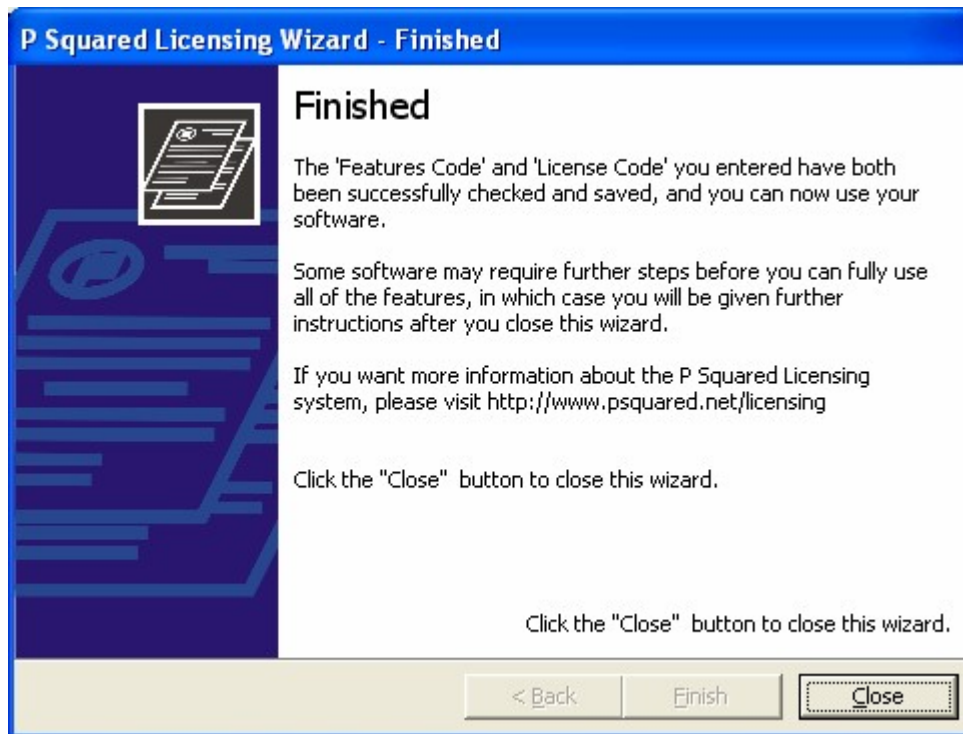 P Squared Licensing Wizard - Finished
Finished
The 'Features Code' and 'License Code' you entered have both
been successfully checked and saved, and you can now use your
software.
Some software may require further steps before you can fully use
all of the features, in which case you will be given further
instructions after you close this wizard.
If you want more information about the P Squared Licensing
system, please visit http://www.psquared.net/licensing
Click the "Close" button to close this wizard.
Click the "Close" button to close this wizard.
< Back Finish Close